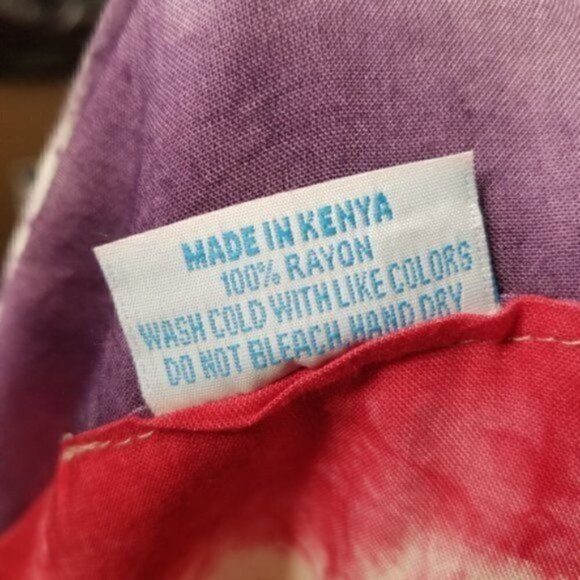 MADE IN KENYA
100% RAYON
WASH COLD WITH LIKE COLORS
DO NOT BLEACH HAND DRY